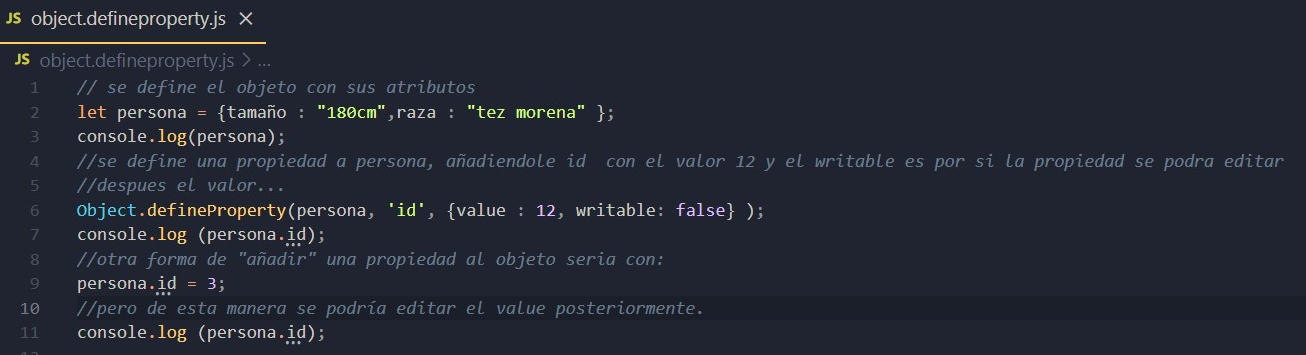 JS object.defineproperty.js ×
JS object.defineproperty.js > ...
1 // se define el objeto con sus atributos
2 let persona = {tamaño : "180cm",raza : "tez morena" };
3 console.log(persona);
4 //se define una propiedad a persona, añadiendole id  con el valor 12 y el writable es por si la propiedad se podra editar
5 //despues el valor...
6 Object.defineProperty(persona, 'id', {value : 12, writable: false} );
7 console.log (persona.id);
8 //otra forma de "añadir" una propiedad al objeto seria con:
9 persona.id = 3;
10 //pero de esta manera se podría editar el value posteriormente.
11 console.log (persona.id);